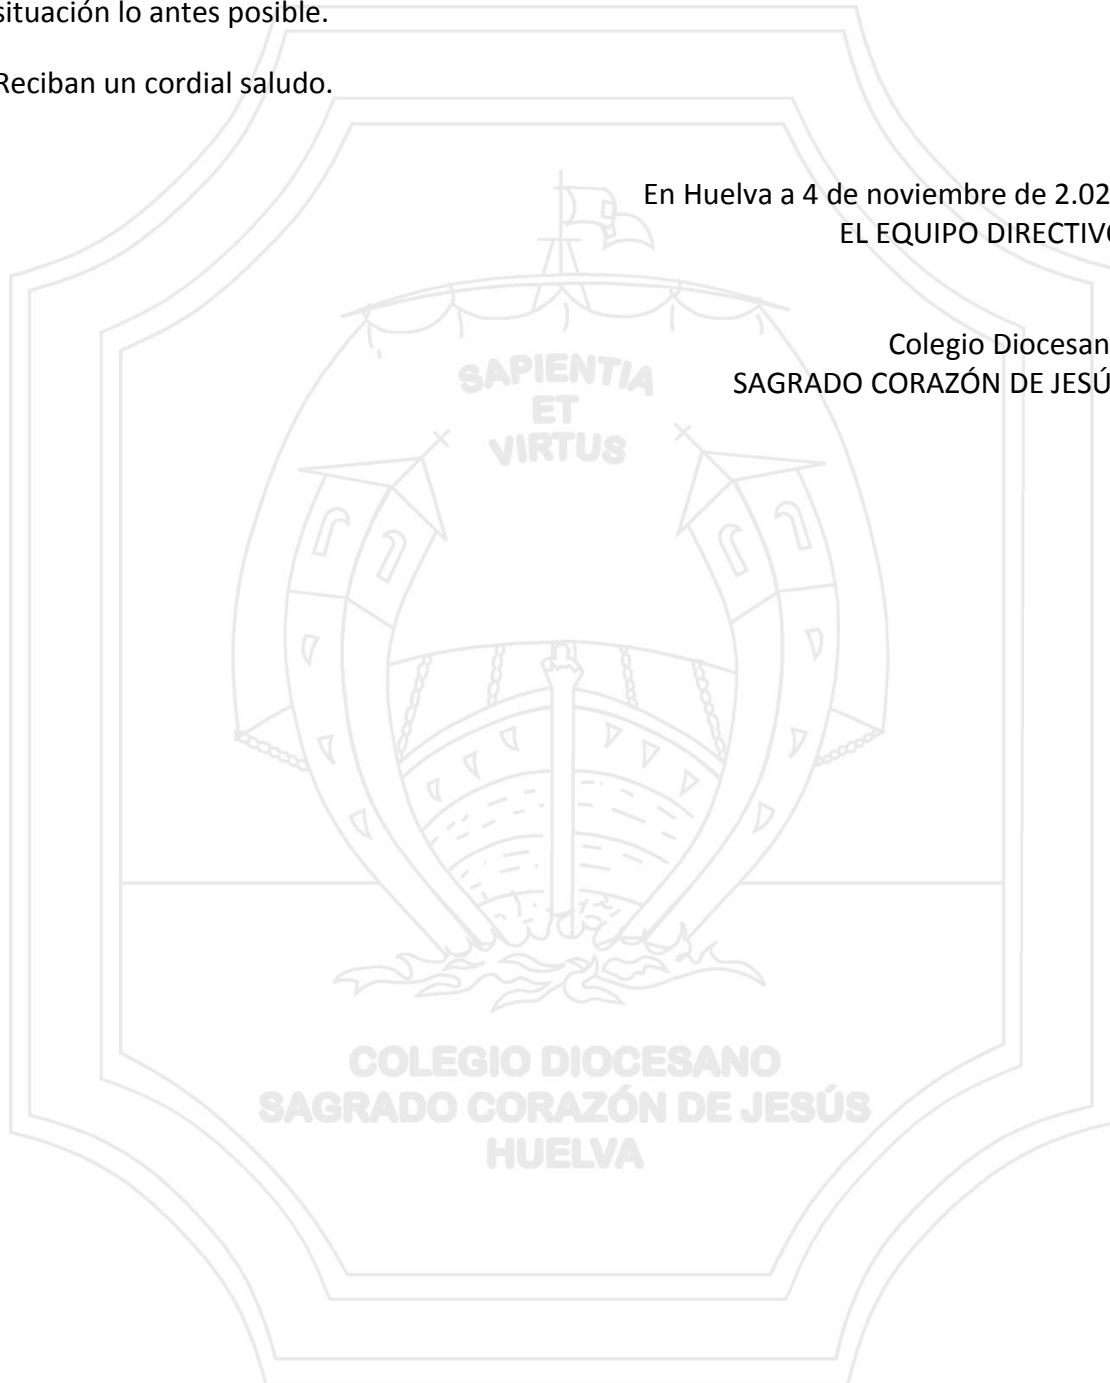 situación lo antes posible.
Reciban un cordial saludo.
En Huelva a 4 de noviembre de 2.02
EL EQUIPO DIRECTIVO
Colegio Diocesan
SAGRADO CORAZÓN DE JESÚ
SAPIENTIA
ET
VIRTUS
COLEGIO DIOCESANO
SAGRADO CORAZÓN DE JESÚS
HUELVA